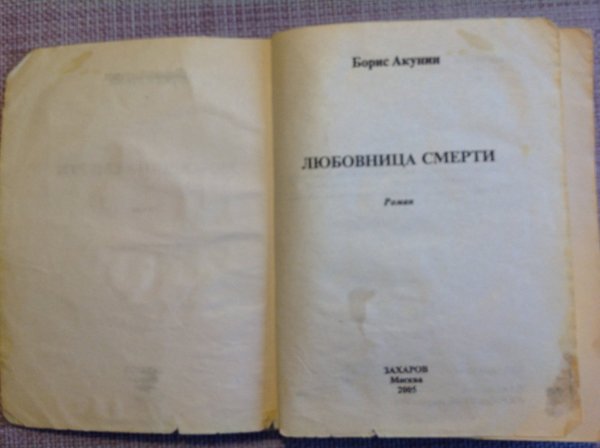 Борис Акунин
ЛЮБОВНИЦА СМЕРТИ
Роман
ЗАХАРОВ
Москва
2005